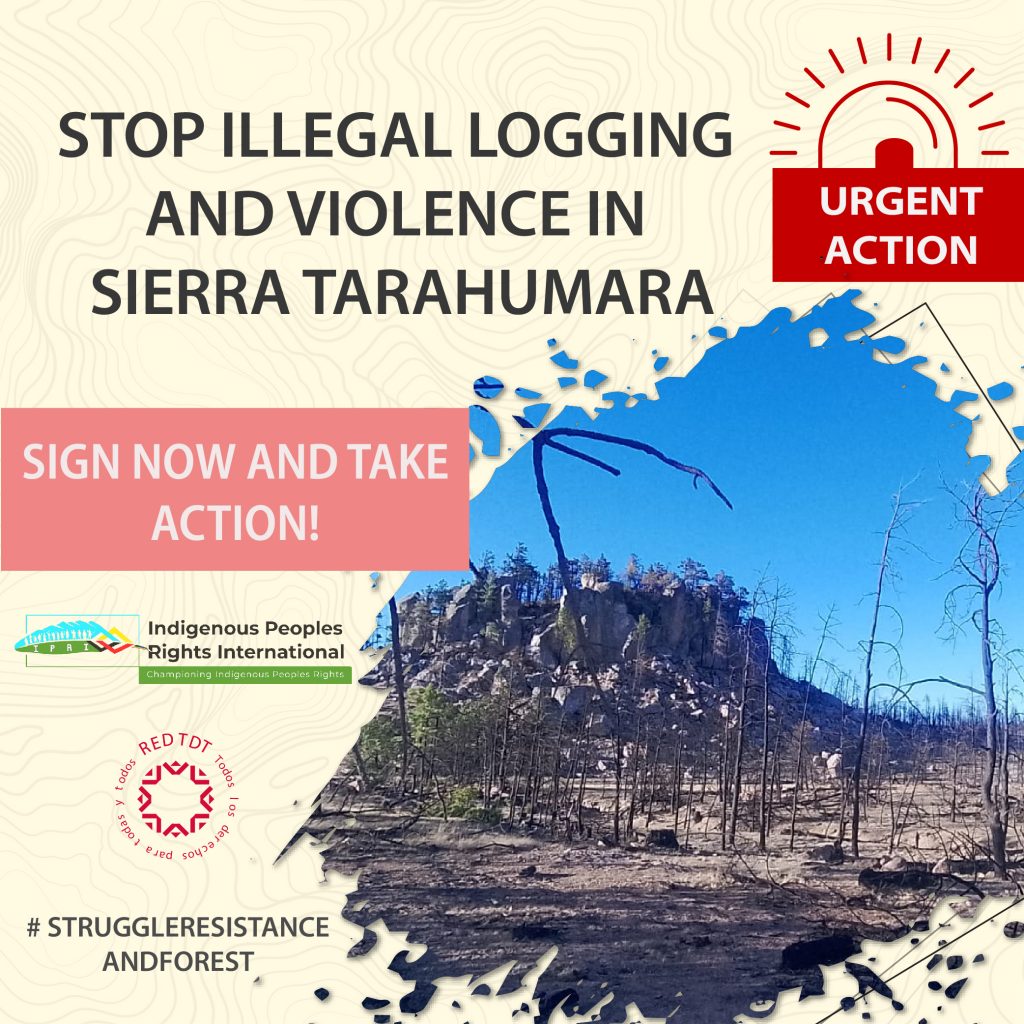 STOP ILLEGAL LOGGING
AND VIOLENCE IN
SIERRA TARAHUMARA
URGENT
ACTION
SIGN NOW AND TAKE
ACTION!
IPRI
Indigenous Peoples
Rights International
Championing Indigenous Peoples Rights
RED TDT
Todos los derechos para todas y todos
# STRUGGLERESISTANCE
ANDFOREST